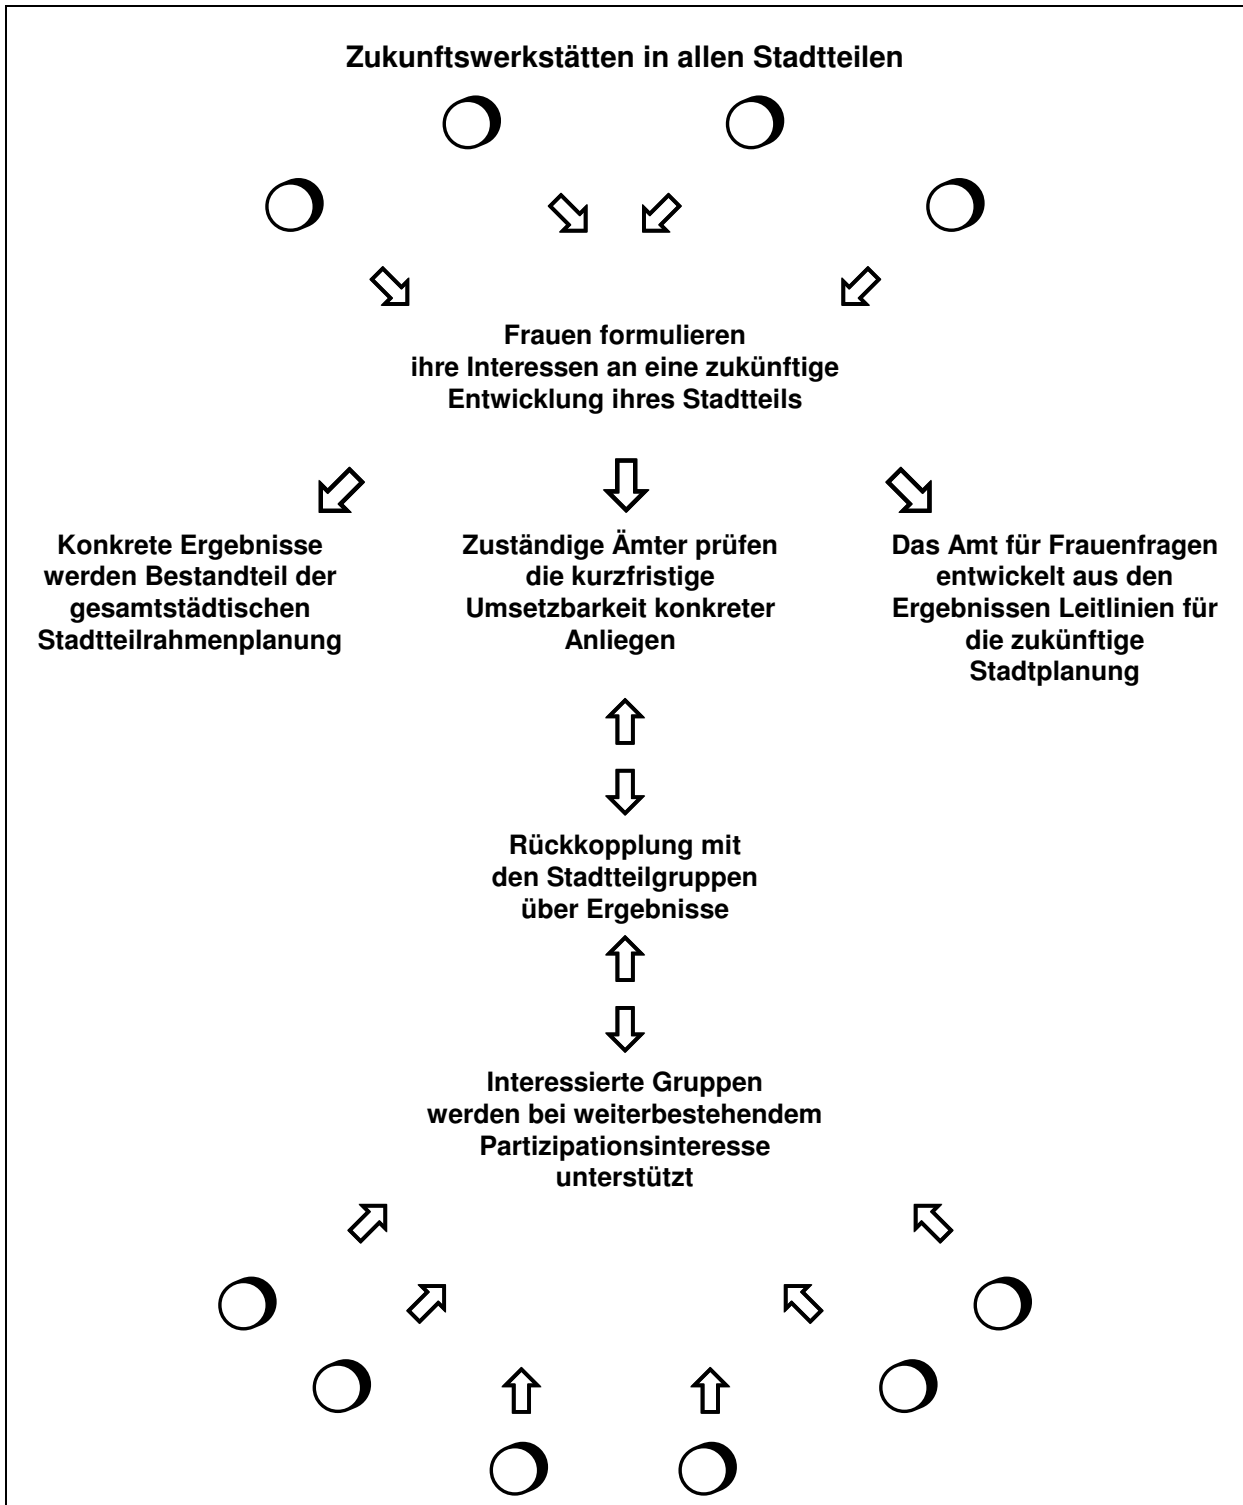 Zukunftswerkstätten in allen Stadtteilen
Frauen formulieren
ihre Interessen an eine zukünftige
Entwicklung ihres Stadtteils
Konkrete Ergebnisse
werden Bestandteil der
gesamtstädtischen
Stadtteilrahmenplanung
Zuständige Ämter prüfen
die kurzfristige
Umsetzbarkeit konkreter
Anliegen
Das Amt für Frauenfragen
entwickelt aus den
Ergebnissen Leitlinien für
die zukünftige
Stadtplanung
Rückkopplung mit
den Stadtteilgruppen
über Ergebnisse
Interessierte Gruppen
werden bei weiterbestehendem
Partizipationsinteresse
unterstützt